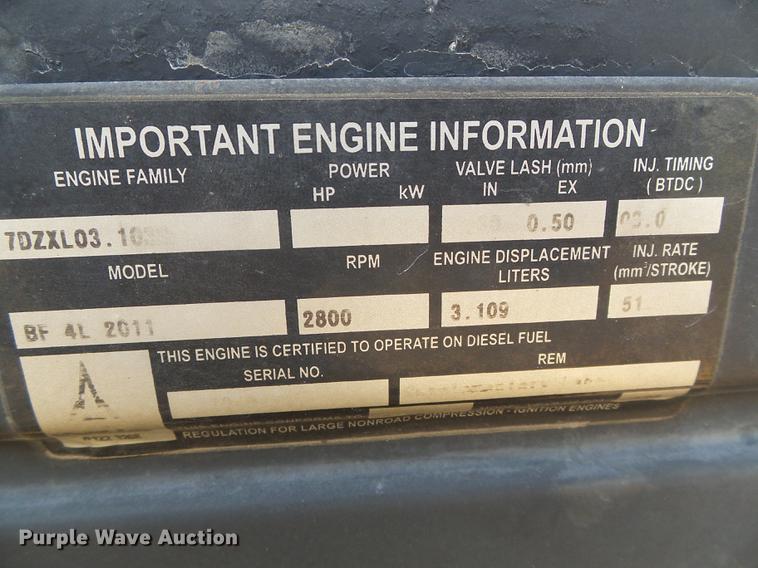 IMPORTANT ENGINE INFORMATION
ENGINE FAMILY POWER VALVE LASH (mm) INJ. TIMING
HP kW IN EX ( BTDC )
7DZXL03. 0.50
MODEL RPM ENGINE DISPLACEMENT INJ. RATE
LITERS (mm³/STROKE)
BF 4L 2011 2800 3.109 51
THIS ENGINE IS CERTIFIED TO OPERATE ON DIESEL FUEL
SERIAL NO. REM
REGULATION FOR LARGE NONROAD COMPRESSION - IGNITION ENGINES
Purple Wave Auction